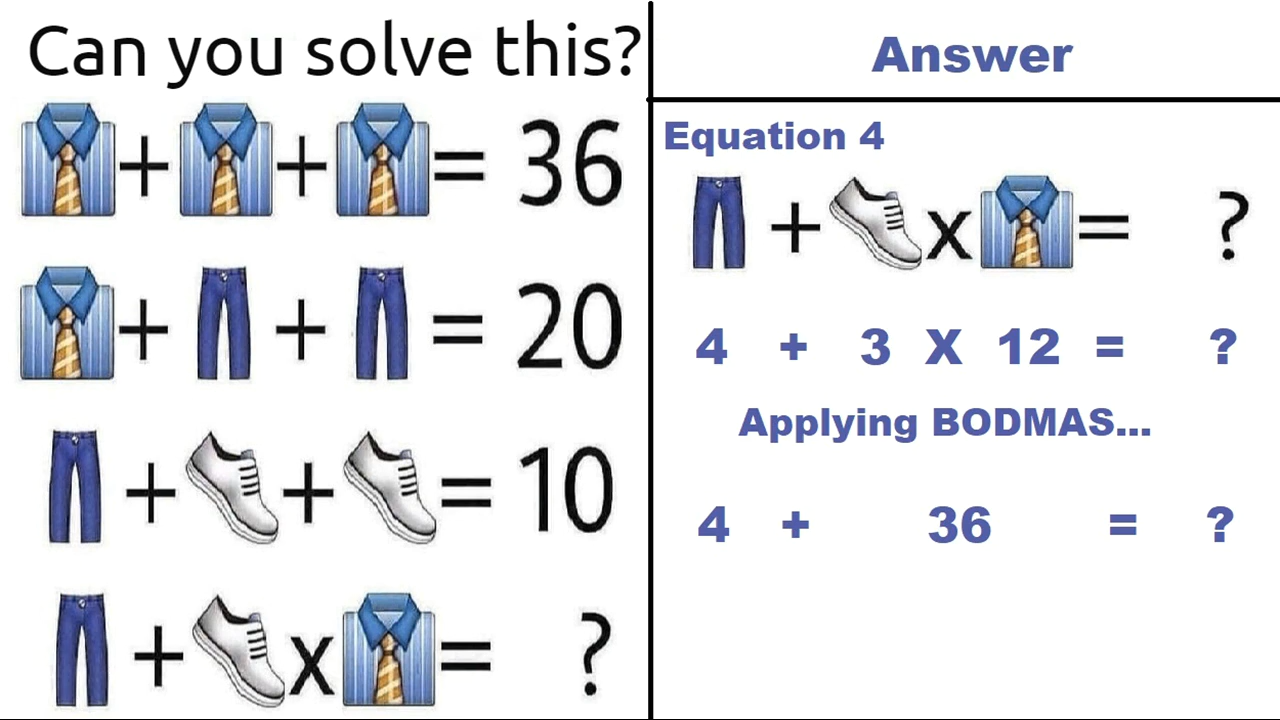 Can you solve this?
+ + = 36
+ + = 20
+ + = 10
+ x = ?
Answer
Equation 4
+ x = ?
4 + 3 X 12 = ?
Applying BODMAS...
4 + 36 = ?